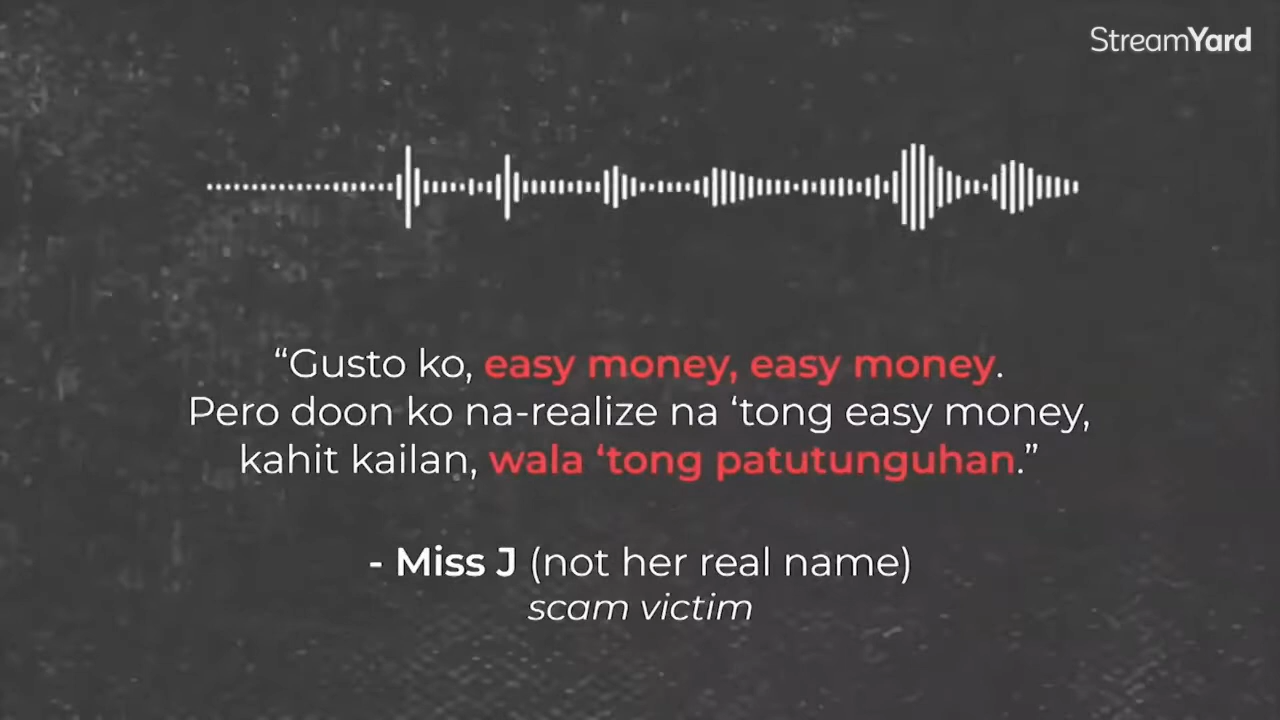 StreamYard
“Gusto ko, easy money, easy money.
Pero doon ko na-realize na ‘tong easy money,
kahit kailan, wala ‘tong patutunguhan.”
- Miss J (not her real name)
scam victim